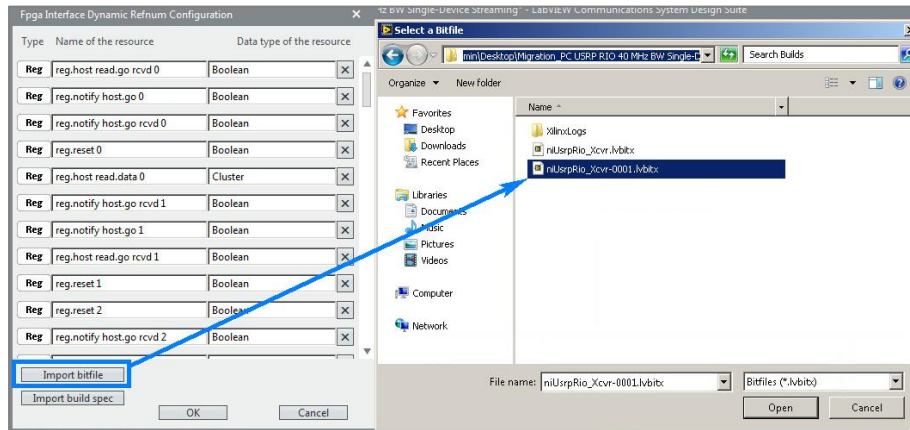 Fpga Interface Dynamic Refnum Configuration
Type Name of the resource Data type of the resource
Reg reg.host read.go rcvd 0 Boolean
Reg reg.notify host.go 0 Boolean
Reg reg.notify host.go rcvd 0 Boolean
Reg reg.reset 0 Boolean
Reg reg.host read.data 0 Cluster
Reg reg.notify host.go rcvd 1 Boolean
Reg reg.notify host.go 1 Boolean
Reg reg.host read.go rcvd 1 Boolean
Reg reg.reset 1 Boolean
Reg reg.reset 2 Boolean
Reg reg.notify host.go rcvd 2 Boolean
Import bitfile
Import build spec
OK Cancel
Hz BW Single-Device Streaming" - LabVIEW Communications System Design Suite
Select a Bitfile
min\Desktop\Migration_PC USRP RIO 40 MHz BW Single-D
Search Builds
Organize New folder
Favorites
Desktop
Downloads
Recent Places
Libraries
Documents
Music
Pictures
Videos
Computer
Network
Name
XilinxLogs
niUsrpRio_Xcvr.lvbitx
niUsrpRio_Xcvr-0001.lvbitx
File name: niUsrpRio_Xcvr-0001.lvbitx Bitfiles (*.lvbitx)
Open Cancel